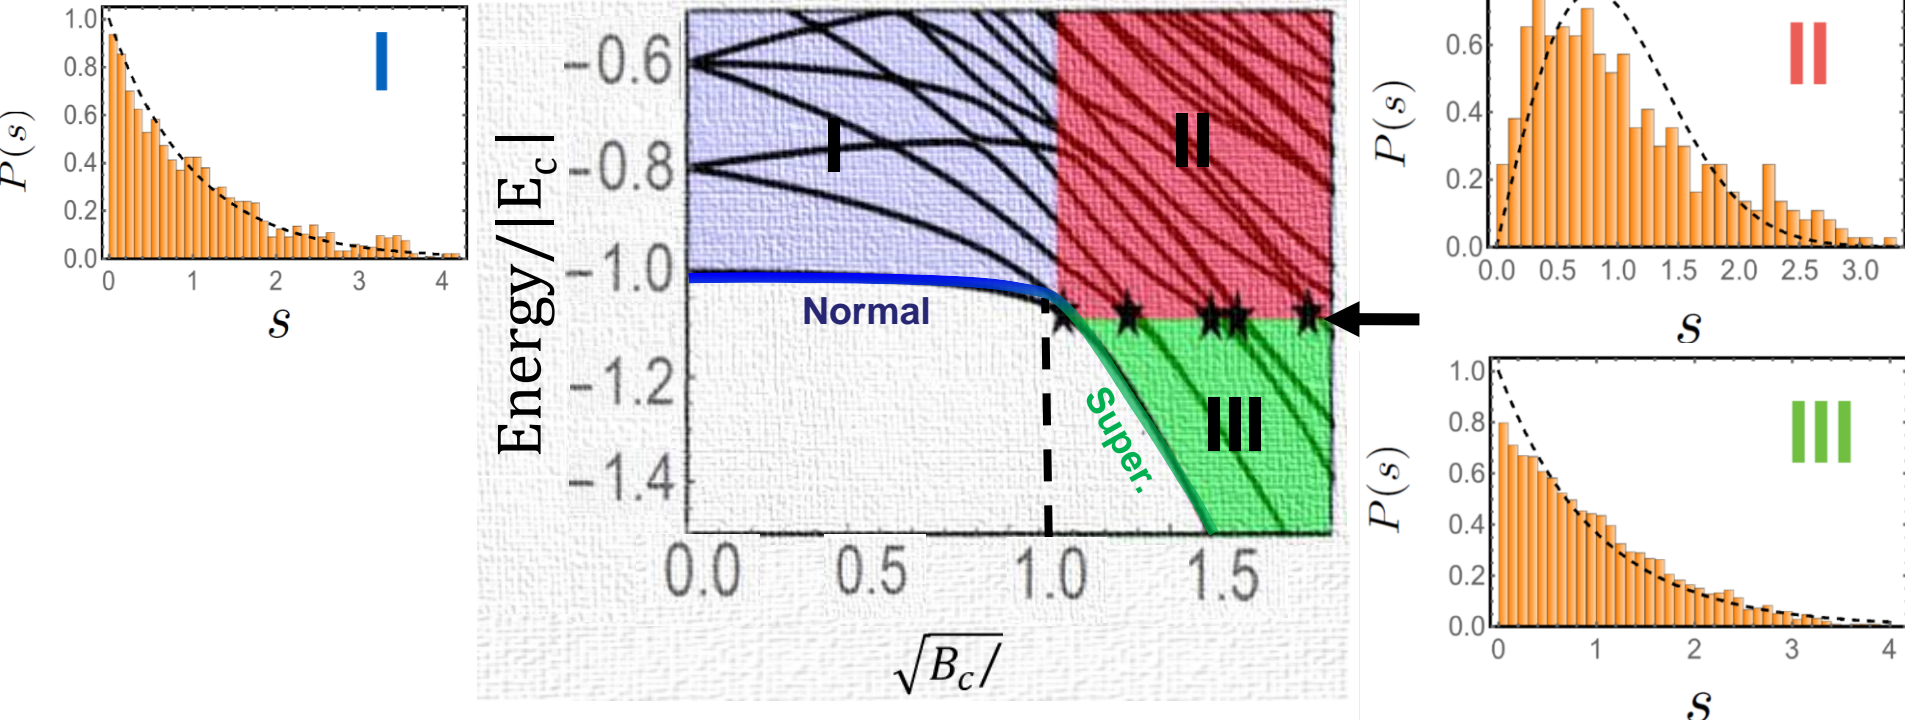 1.0
0.8
0.6
0.4
0.2
0.0
0 1 2 3 4
P(s)
s
I
Energy/|E_c|
−0.6
−0.8
−1.0
−1.2
−1.4
0.0 0.5 1.0 1.5
√B_c/
I
II
III
Normal
Super.
II
P(s)
0.6
0.4
0.2
0.0
0.0 0.5 1.0 1.5 2.0 2.5 3.0
s
III
P(s)
1.0
0.8
0.6
0.4
0.2
0.0
0 1 2 3 4
s